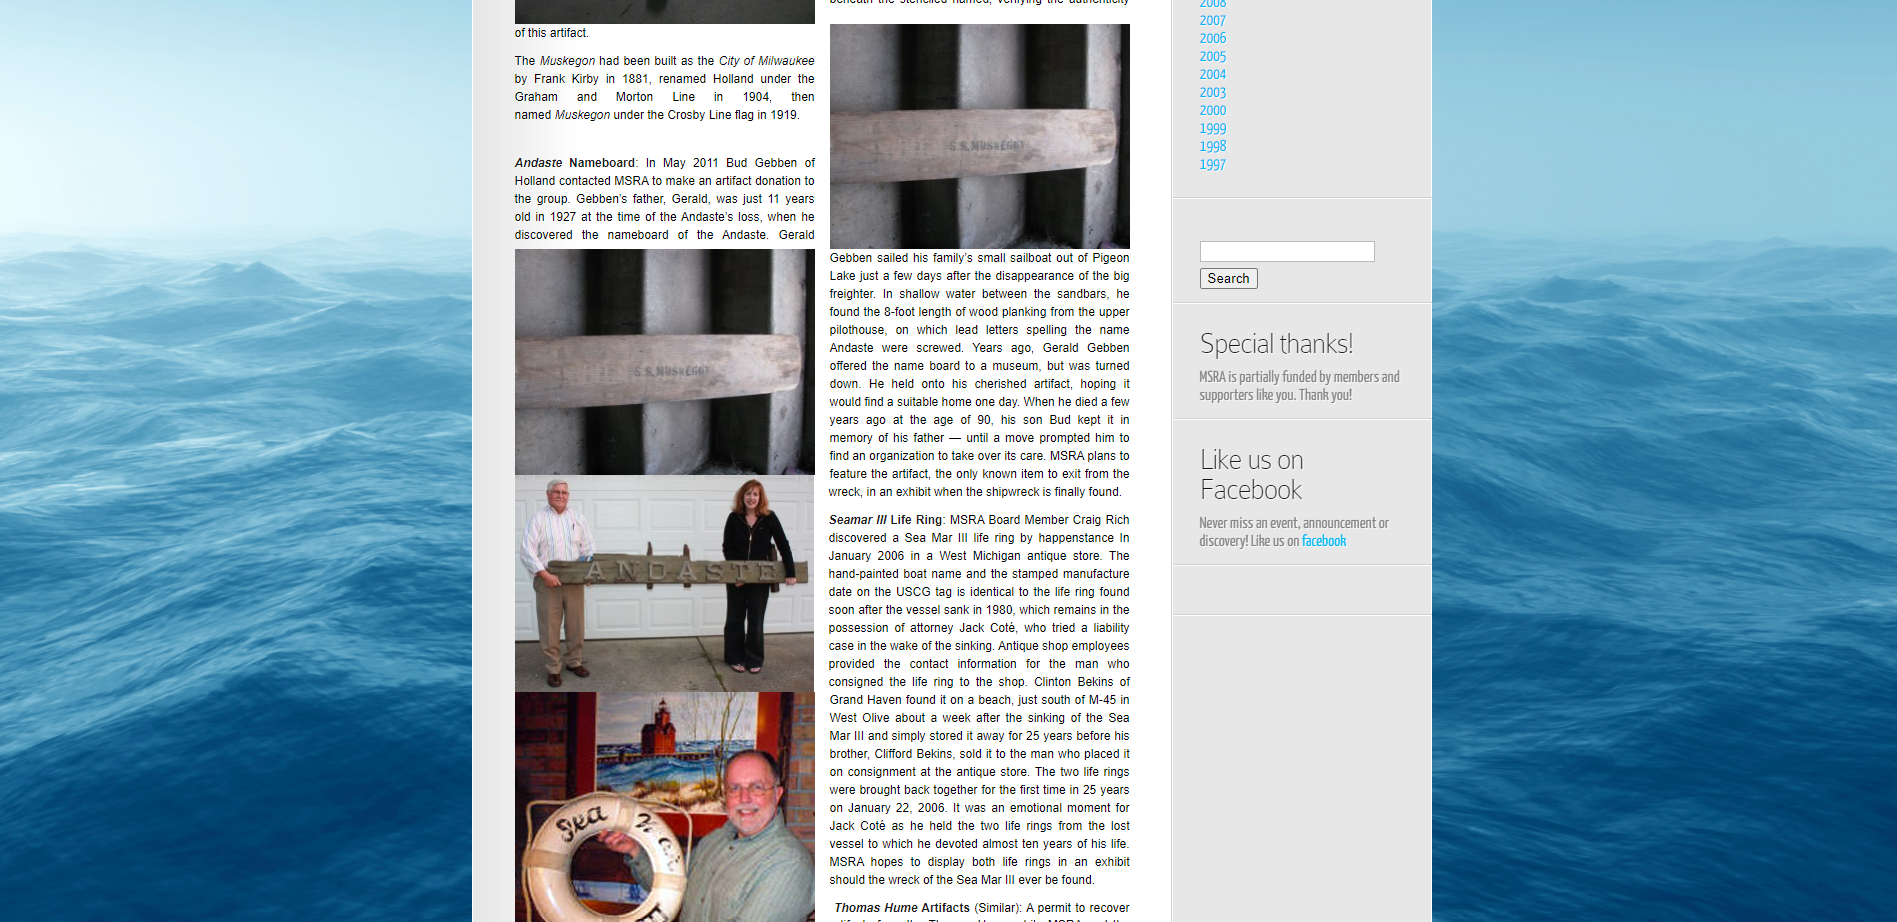 of this artifact.
The Muskegon had been built as the City of Milwaukee
by Frank Kirby in 1881, renamed Holland under the
Graham and Morton Line in 1904, then
named Muskegon under the Crosby Line flag in 1919.
Andaste Nameboard: In May 2011 Bud Gebben of
Holland contacted MSRA to make an artifact donation to
the group. Gebben’s father, Gerald, was just 11 years
old in 1927 at the time of the Andaste’s loss, when he
discovered the nameboard of the Andaste. Gerald
S.S. MUSKEGON
ANDASTE
Sea
beneath the stenciled named, verifying the authenticity
S.S. MUSKEGON
Gebben sailed his family’s small sailboat out of Pigeon
Lake just a few days after the disappearance of the big
freighter. In shallow water between the sandbars, he
found the 8-foot length of wood planking from the upper
pilothouse, on which lead letters spelling the name
Andaste were screwed. Years ago, Gerald Gebben
offered the name board to a museum, but was turned
down. He held onto his cherished artifact, hoping it
would find a suitable home one day. When he died a few
years ago at the age of 90, his son Bud kept it in
memory of his father — until a move prompted him to
find an organization to take over its care. MSRA plans to
feature the artifact, the only known item to exit from the
wreck, in an exhibit when the shipwreck is finally found.
Seamar III Life Ring: MSRA Board Member Craig Rich
discovered a Sea Mar III life ring by happenstance In
January 2006 in a West Michigan antique store. The
hand-painted boat name and the stamped manufacture
date on the USCG tag is identical to the life ring found
soon after the vessel sank in 1980, which remains in the
possession of attorney Jack Coté, who tried a liability
case in the wake of the sinking. Antique shop employees
provided the contact information for the man who
consigned the life ring to the shop. Clinton Bekins of
Grand Haven found it on a beach, just south of M-45 in
West Olive about a week after the sinking of the Sea
Mar III and simply stored it away for 25 years before his
brother, Clifford Bekins, sold it to the man who placed it
on consignment at the antique store. The two life rings
were brought back together for the first time in 25 years
on January 22, 2006. It was an emotional moment for
Jack Coté as he held the two life rings from the lost
vessel to which he devoted almost ten years of his life.
MSRA hopes to display both life rings in an exhibit
should the wreck of the Sea Mar III ever be found.
Thomas Hume Artifacts (Similar): A permit to recover
2008
2007
2006
2005
2004
2003
2000
1999
1998
1997
Search
Special thanks!
MSRA is partially funded by members and
supporters like you. Thank you!
Like us on
Facebook
Never miss an event, announcement or
discovery! Like us on facebook